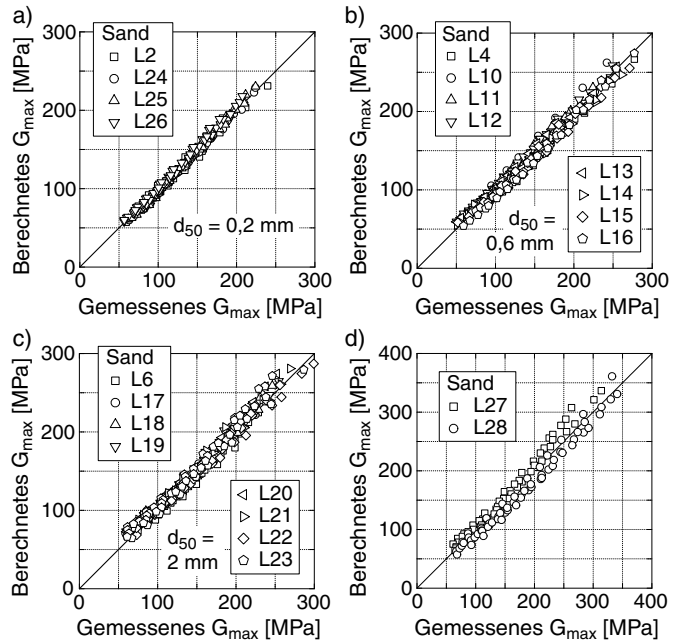 a)
Berechnetes G_max [MPa]
300
200
100
0
Sand
L2
L24
L25
L26
d50 = 0,2 mm
0 100 200 300
Gemessenes G_max [MPa]
b)
Berechnetes G_max [MPa]
300
200
100
0
Sand
L4
L10
L11
L12
L13
L14
L15
L16
d50 =
0,6 mm
0 100 200 300
Gemessenes G_max [MPa]
c)
Berechnetes G_max [MPa]
300
200
100
0
Sand
L6
L17
L18
L19
L20
L21
L22
L23
d50 =
2 mm
0 100 200 300
Gemessenes G_max [MPa]
d)
Berechnetes G_max [MPa]
400
300
250
100
0
Sand
L27
L28
0 100 250 300 400
Gemessenes G_max [MPa]